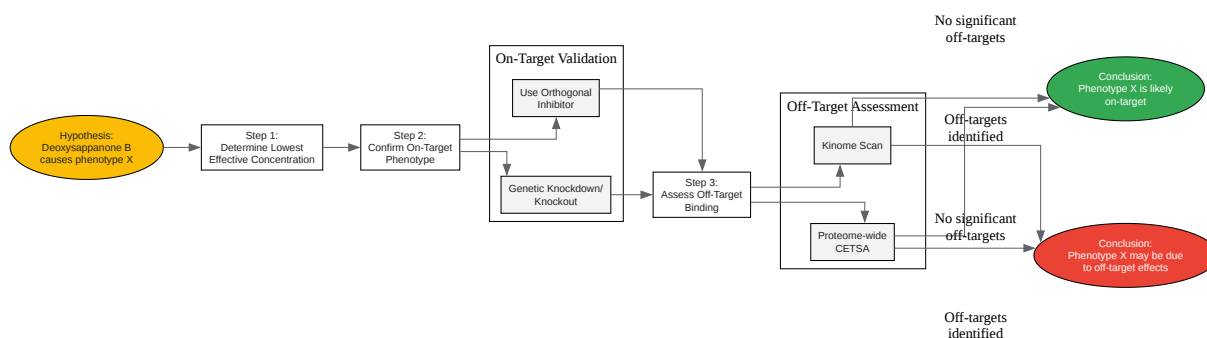 Hypothesis:
Deoxysappanone B
causes phenotype X
Step 1:
Determine Lowest
Effective Concentration
Step 2:
Confirm On-Target
Phenotype
On-Target Validation
Use Orthogonal
Inhibitor
Genetic Knockdown/
Knockout
Step 3:
Assess Off-Target
Binding
Off-Target Assessment
Kinome Scan
Proteome-wide
CETSA
No significant
off-targets
Off-targets
identified
No significant
off-targets
Off-targets
identified
Conclusion:
Phenotype X is likely
on-target
Conclusion:
Phenotype X may be due
to off-target effects